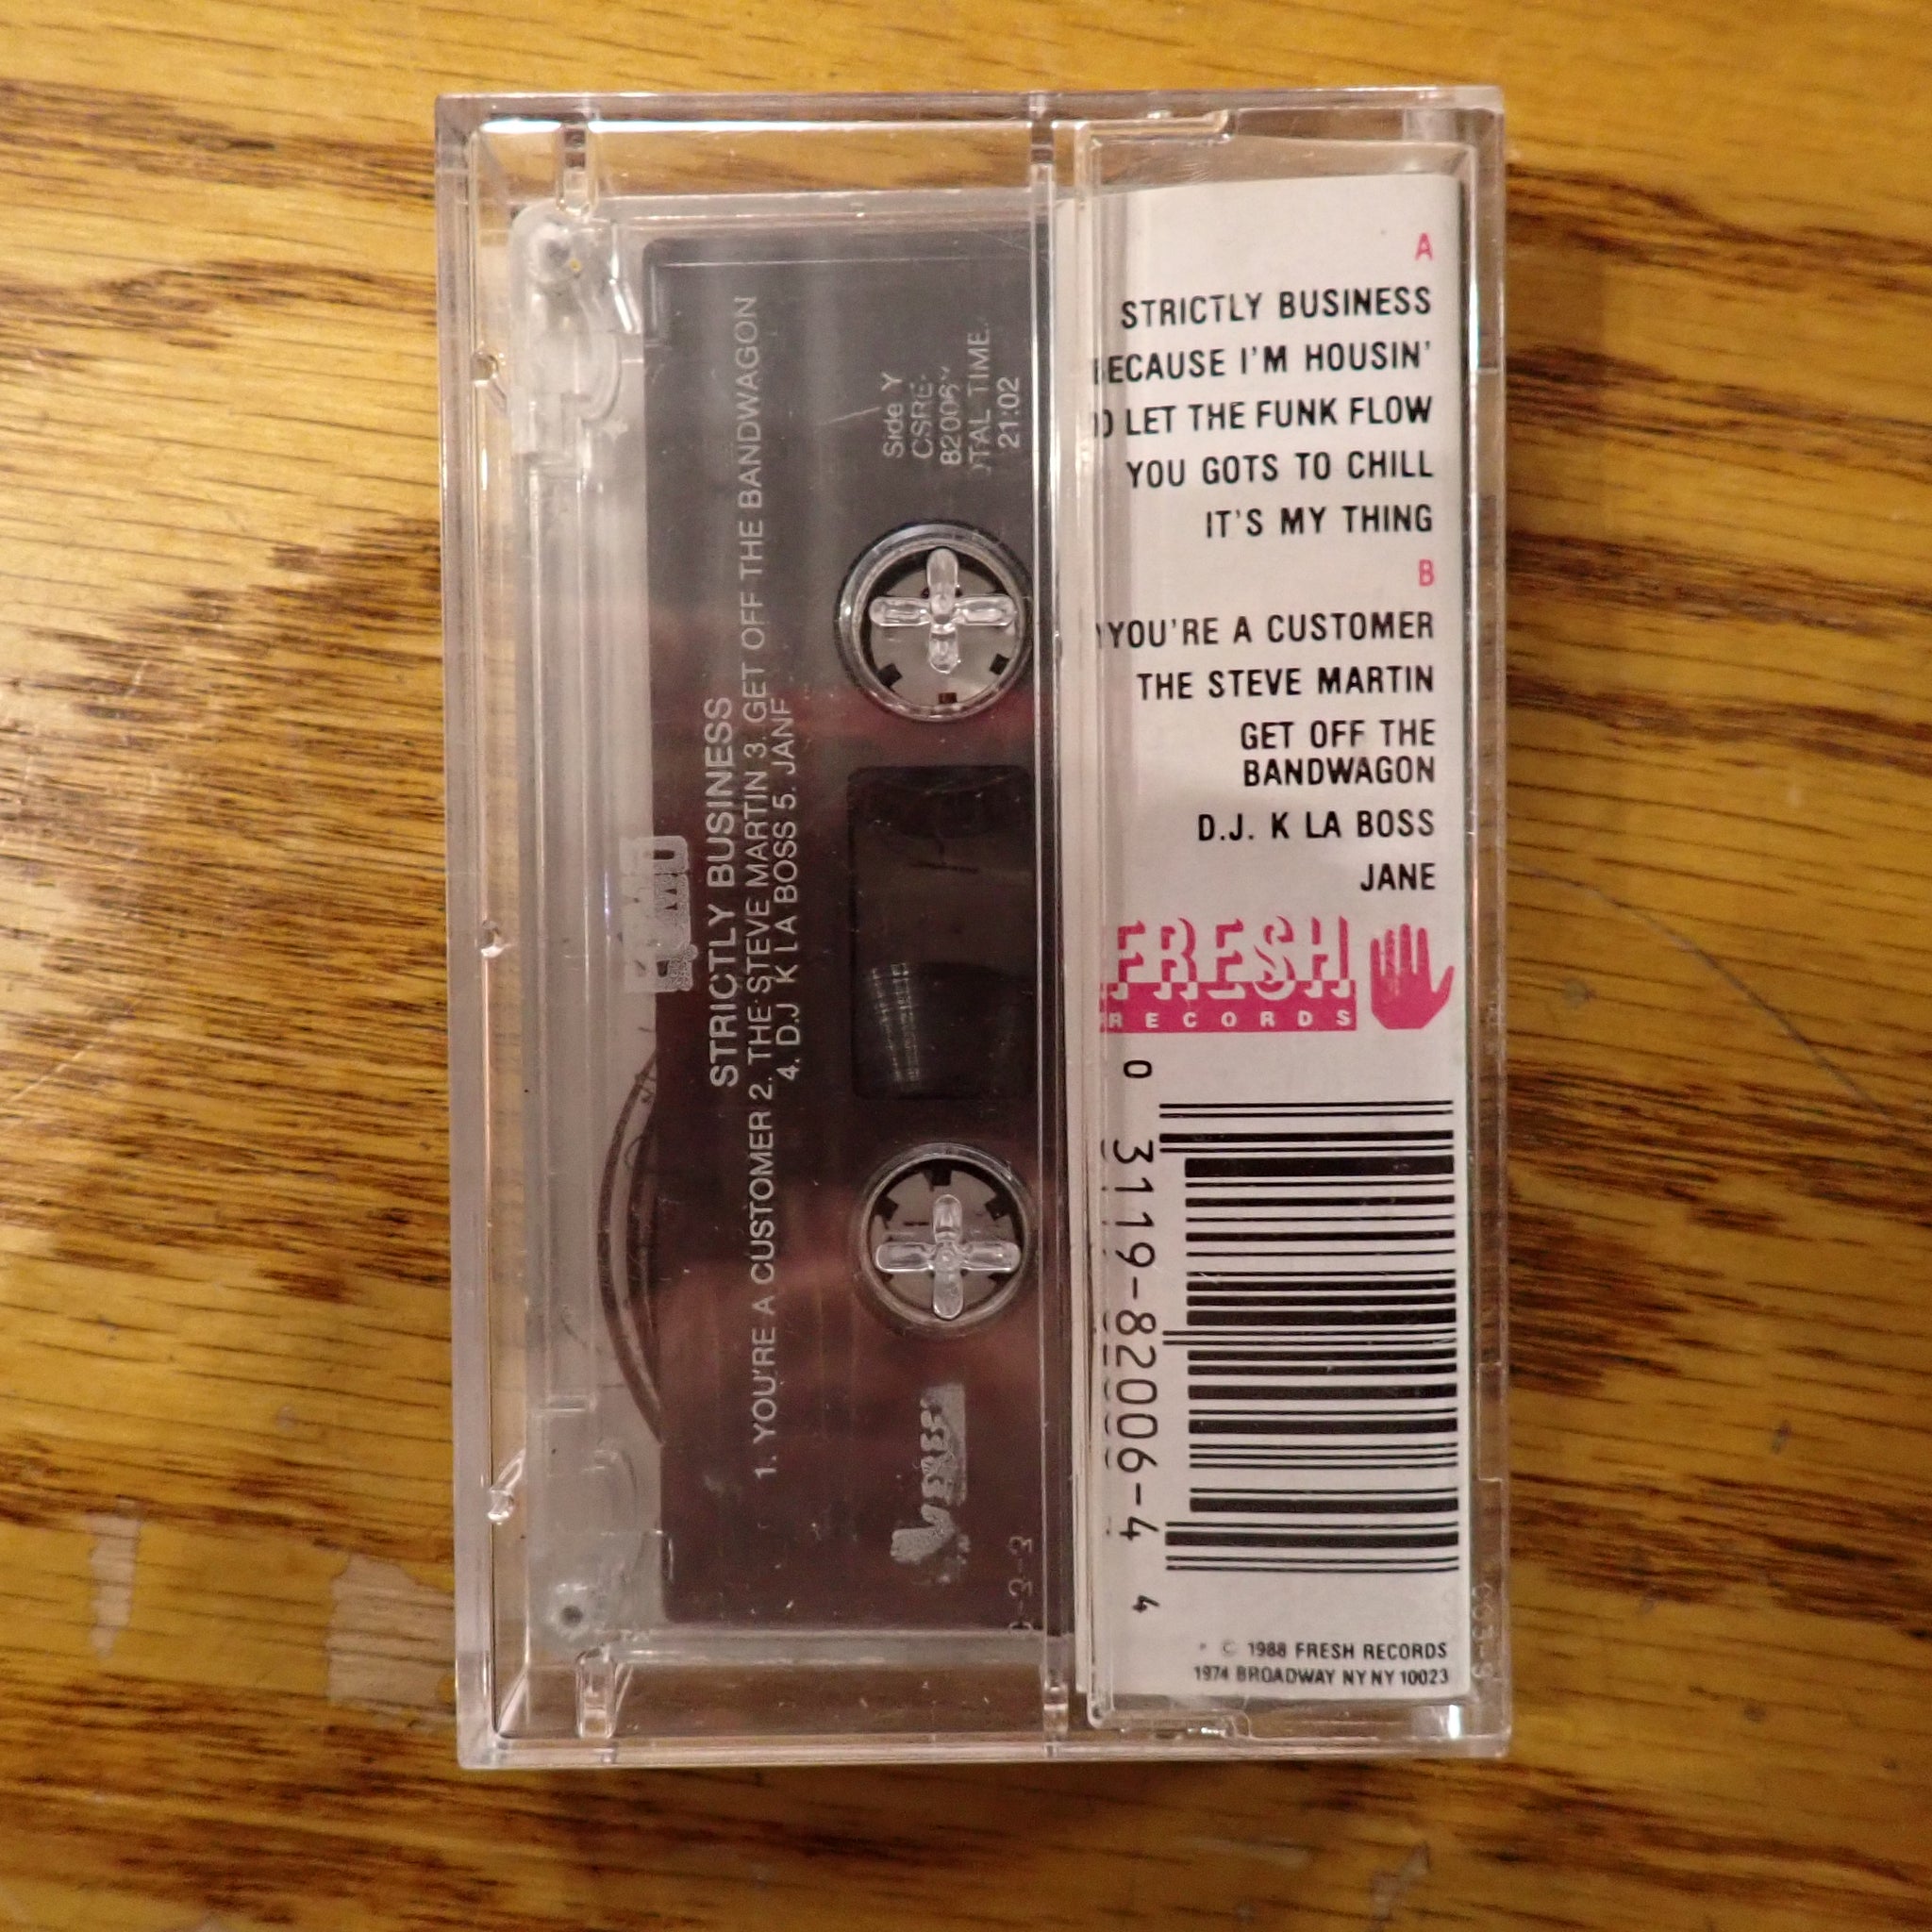 STRICTLY BUSINESS
1. YOU'RE A CUSTOMER 2. THE STEVE MARTIN 3. GET OFF THE BANDWAGON
4. D.J K LA BOSS 5. JANE
Side Y
TIME.
21:02
A
STRICTLY BUSINESS
BECAUSE I'M HOUSIN'
LET THE FUNK FLOW
YOU GOTS TO CHILL
IT'S MY THING
B
YOU'RE A CUSTOMER
THE STEVE MARTIN
GET OFF THE
BANDWAGON
D.J. K LA BOSS
JANE
FRESH
RECORDS
0 3119-82006-4 4
© 1988 FRESH RECORDS
1974 BROADWAY NY NY 10023